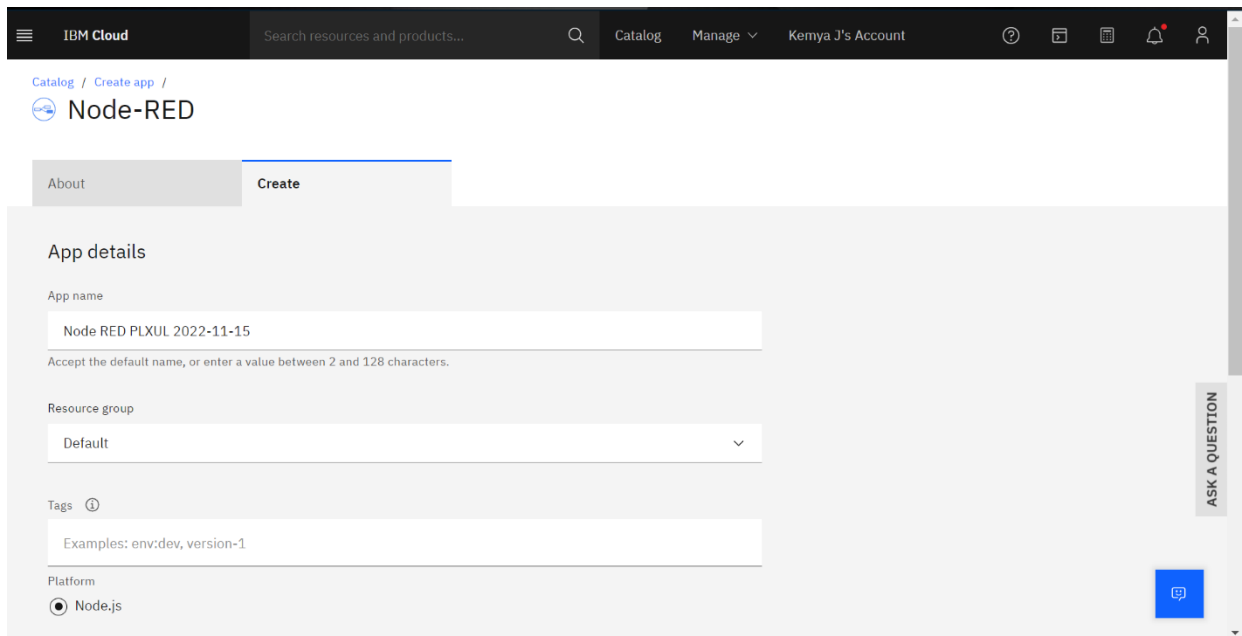 IBM Cloud
Search resources and products...
Catalog
Manage
Kemya J's Account
Catalog / Create app /
Node-RED
About
Create
App details
App name
Node RED PLXUL 2022-11-15
Accept the default name, or enter a value between 2 and 128 characters.
Resource group
Default
Tags
Examples: env:dev, version-1
Platform
Node.js
ASK A QUESTION